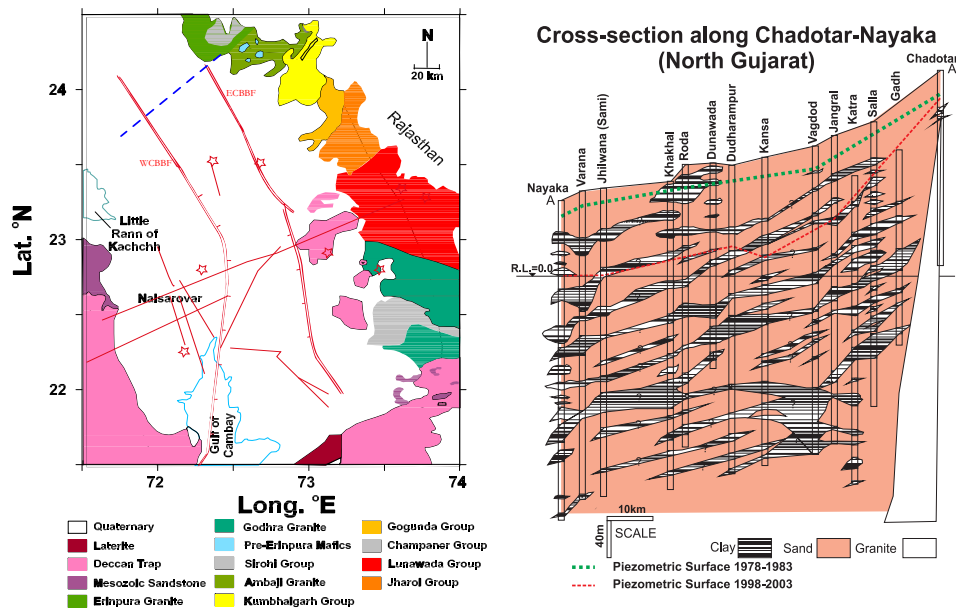 N
20 km
24
23
22
Lat. °N
ECBBF
WCBBF
Rajasthan
Little
Rann of
Kachchh
Nalsarovar
Gulf of
Cambay
72
73
74
Long. °E
Quaternary
Laterite
Deccan Trap
Mesozoic Sandstone
Erinpura Granite
Godhra Granite
Pre-Erinpura Mafics
Sirohi Group
Ambaji Granite
Kumbhalgarh Group
Gogunda Group
Champaner Group
Lunawada Group
Jharol Group
Cross-section along Chadotar-Nayaka
(North Gujarat)
Nayaka
A
Varana
Jhilwana (Sami)
Khakhal
Roda
Dunawada
Dudharampur
Kansa
Vagdod
Jangral
Katra
Salla
Gadh
Chadotar
A
R.L.=0.0
?
?
?
?
?
?
?
?
?
?
10km
40m
SCALE
Clay
Sand
Granite
Piezometric Surface 1978-1983
Piezometric Surface 1998-2003